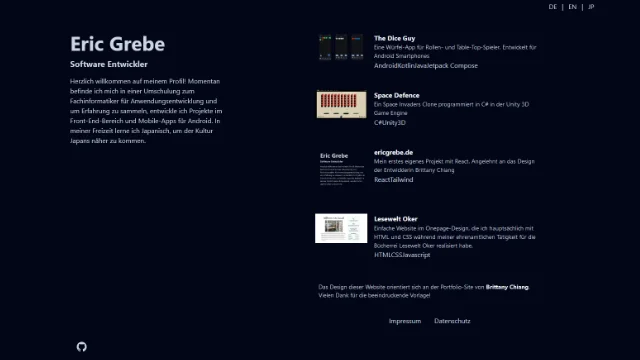 DE | EN | JP
Eric Grebe
Software Entwickler
Herzlich willkommen auf meinem Profil! Momentan
befinde ich mich in einer Umschulung zum
Fachinformatiker für Anwendungsentwicklung und
um Erfahrung zu sammeln, entwickle ich Projekte im
Front-End-Bereich und Mobile-Apps für Android. In
meiner Freizeit lerne ich Japanisch, um der Kultur
Japans näher zu kommen.
The Dice Guy
Eine Würfel-App für Rollen- und Table-Top-Spieler. Entwickelt für
Android Smartphones
AndroidKotlinJavaJetpack Compose
Space Defence
Ein Space Invaders Clone programmiert in C# in der Unity 3D
Game Engine
C#Unity3D
Eric Grebe
ericgrebe.de
Mein erstes eigenes Projekt mit React. Angelehnt an das Design
der Entwicklerin Brittany Chiang
ReactTailwind
Lesewelt Oker
Einfache Website im Onepage-Design, die ich hauptsächlich mit
HTML und CSS während meiner ehrenamtlichen Tätigkeit für die
Bücherei Lesewelt Oker realisiert habe.
HTMLCSSJavascript
Das Design dieser Website orientiert sich an der Portfolio-Site von Brittany Chiang.
Vielen Dank für die beeindruckende Vorlage!
Impressum Datenschutz